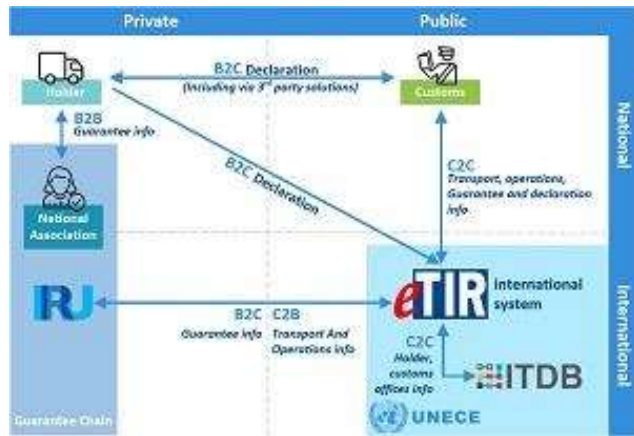 Private
Public
Holder
B2C Declaration
(Including via 3rd party solutions)
Customs
National
B2B
Guarantee info
B2C Declaration
C2C
Transport, operations,
Guarantee and declaration
info
National
Association
IRU
B2C
Guarantee info
C2B
Transport And
Operations info
eTIR
international
system
International
C2C
Holder,
customs
offices info
ITDB
Guarantee Chain
UNECE